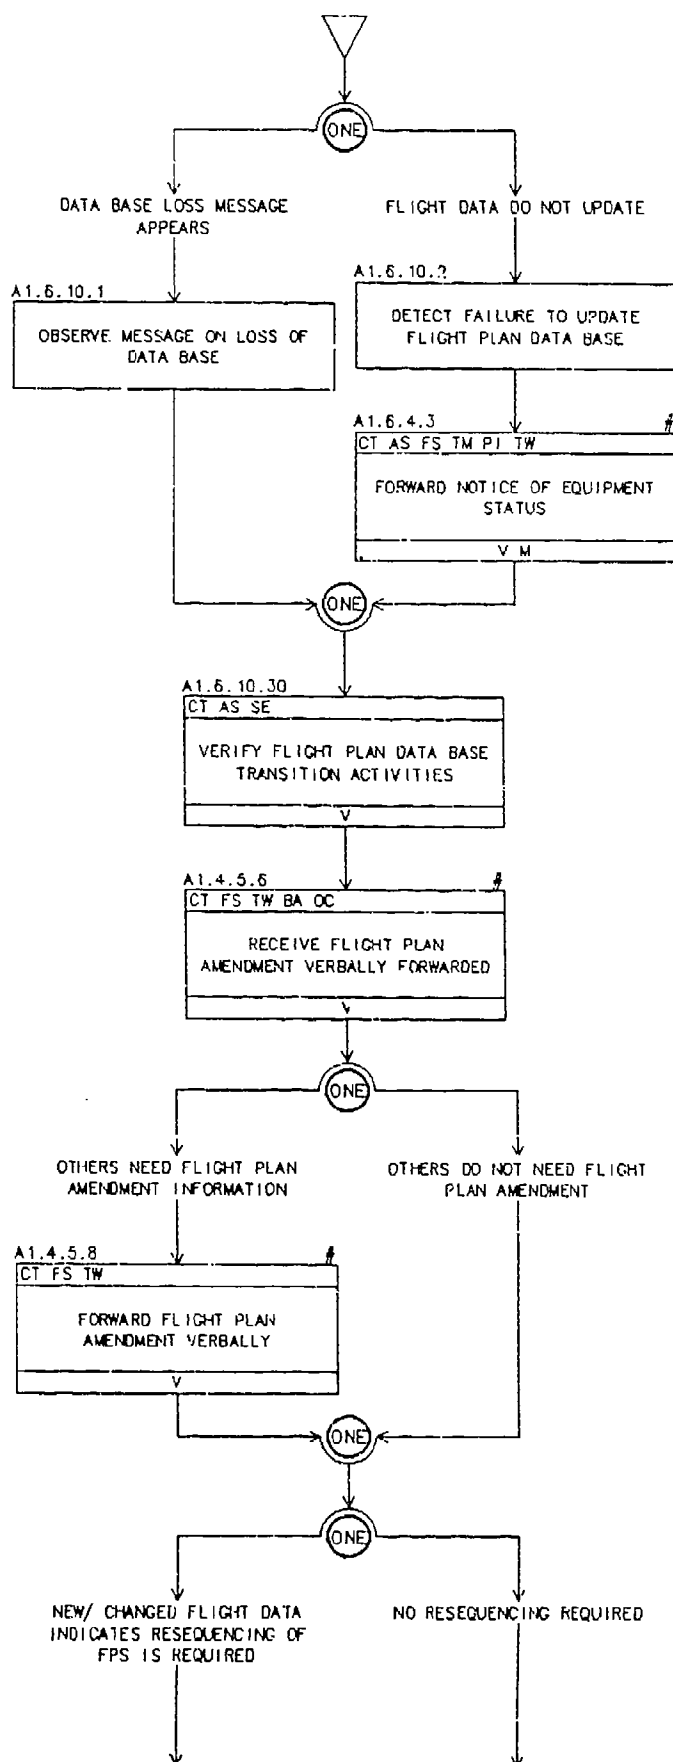 ONE
DATA BASE LOSS MESSAGE
APPEARS
FLIGHT DATA DO NOT UPDATE
A1.6.10.1
OBSERVE MESSAGE ON LOSS OF
DATA BASE
A1.6.10.2
DETECT FAILURE TO UPDATE
FLIGHT PLAN DATA BASE
A1.6.4.3 #
CT AS FS TM PI TW
FORWARD NOTICE OF EQUIPMENT
STATUS
V M
ONE
A1.6.10.30
CT AS SE
VERIFY FLIGHT PLAN DATA BASE
TRANSITION ACTIVITIES
V
A1.4.5.6 #
CT FS TW BA OC
RECEIVE FLIGHT PLAN
AMENDMENT VERBALLY FORWARDED
V
ONE
OTHERS NEED FLIGHT PLAN
AMENDMENT INFORMATION
OTHERS DO NOT NEED FLIGHT
PLAN AMENDMENT
A1.4.5.8 #
CT FS TW
FORWARD FLIGHT PLAN
AMENDMENT VERBALLY
V
ONE
ONE
NEW/ CHANGED FLIGHT DATA
INDICATES RESEQUENCING OF
FPS IS REQUIRED
NO RESEQUENCING REQUIRED